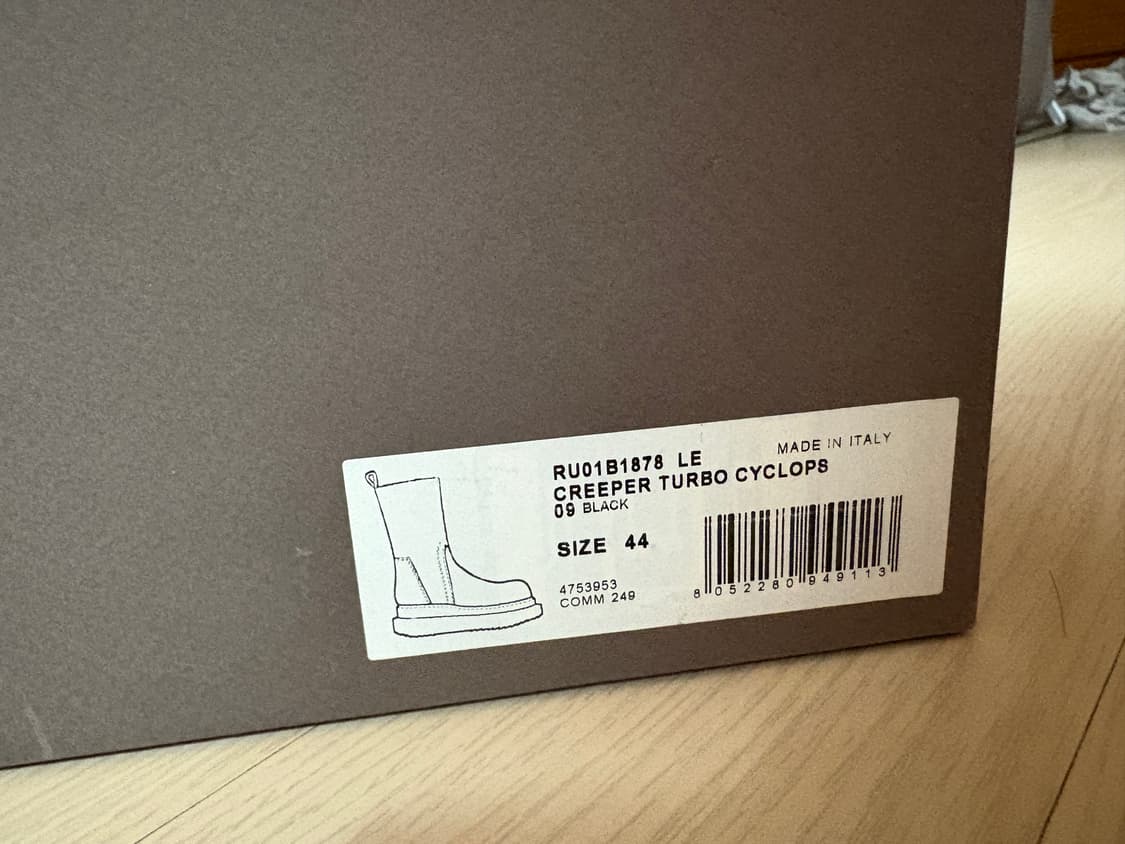 MADE IN ITALY
RU01B1878 LE
CREEPER TURBO CYCLOPS
09 BLACK
SIZE 44
4753953
COMM 249
8 052280 949113